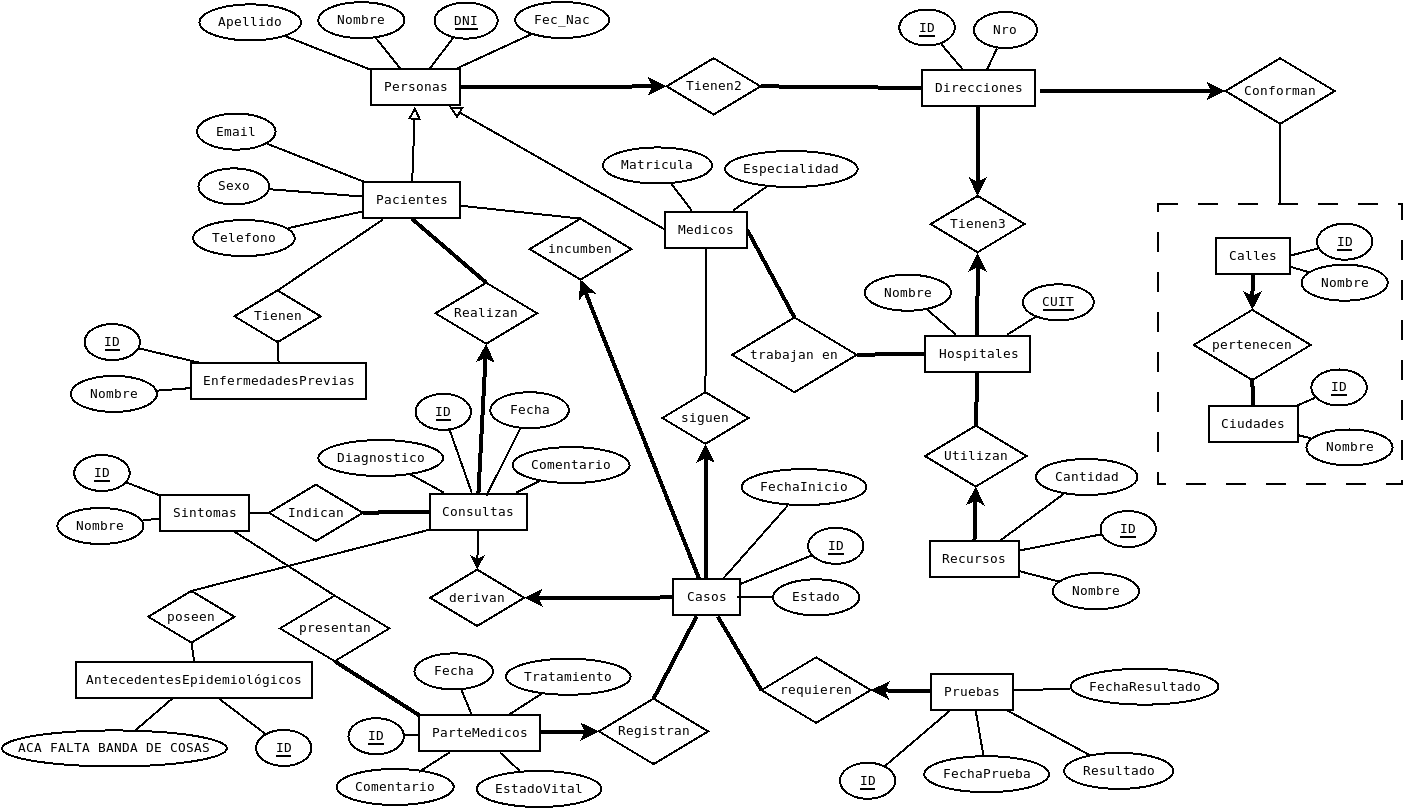 Apellido
Nombre
DNI
Fec_Nac
ID
Nro
Personas
Tienen2
Direcciones
Conforman
Email
Sexo
Telefono
Pacientes
Matricula
Especialidad
Medicos
incumben
Tienen3
Calles
ID
Nombre
Tienen
Realizan
Nombre
CUIT
pertenecen
ID
Nombre
EnfermedadesPrevias
trabajan en
Hospitales
Ciudades
ID
Nombre
ID
Fecha
siguen
Diagnostico
Comentario
Utilizan
Cantidad
ID
Nombre
Sintomas
Indican
Consultas
FechaInicio
ID
Estado
Recursos
ID
Nombre
poseen
presentan
derivan
Casos
AntecedentesEpidemiológicos
Fecha
Tratamiento
requieren
Pruebas
FechaResultado
ACA FALTA BANDA DE COSAS
ID
ID
ParteMedicos
Registran
Comentario
EstadoVital
ID
FechaPrueba
Resultado